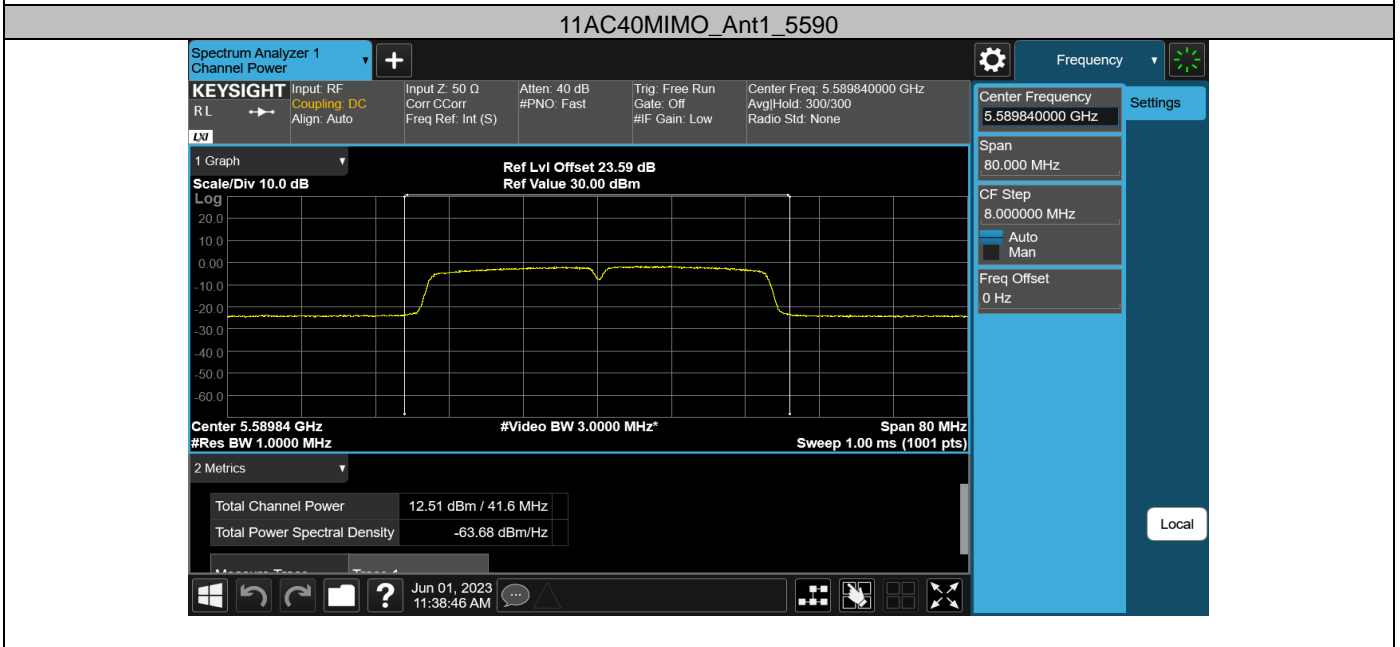 11AC40MIMO_Ant1_5590
Spectrum Analyzer 1
Channel Power
Frequency
KEYSIGHT
R L
LXI
Input: RF
Coupling: DC
Align: Auto
Input Z: 50 Ω
Corr CCorr
Freq Ref: Int (S)
Atten: 40 dB
#PNO: Fast
Trig: Free Run
Gate: Off
#IF Gain: Low
Center Freq: 5.589840000 GHz
Avg|Hold: 300/300
Radio Std: None
Center Frequency
5.589840000 GHz
Settings
Span
80.000 MHz
CF Step
8.000000 MHz
Auto
Man
Freq Offset
0 Hz
1 Graph
Scale/Div 10.0 dB
Ref Lvl Offset 23.59 dB
Ref Value 30.00 dBm
Log
20.0
10.0
0.00
-10.0
-20.0
-30.0
-40.0
-50.0
-60.0
Center 5.58984 GHz
#Video BW 3.0000 MHz*
Span 80 MHz
#Res BW 1.0000 MHz
Sweep 1.00 ms (1001 pts)
2 Metrics
Total Channel Power 12.51 dBm / 41.6 MHz
Total Power Spectral Density -63.68 dBm/Hz
Measure Trace Trace 1
Local
?
Jun 01, 2023
11:38:46 AM